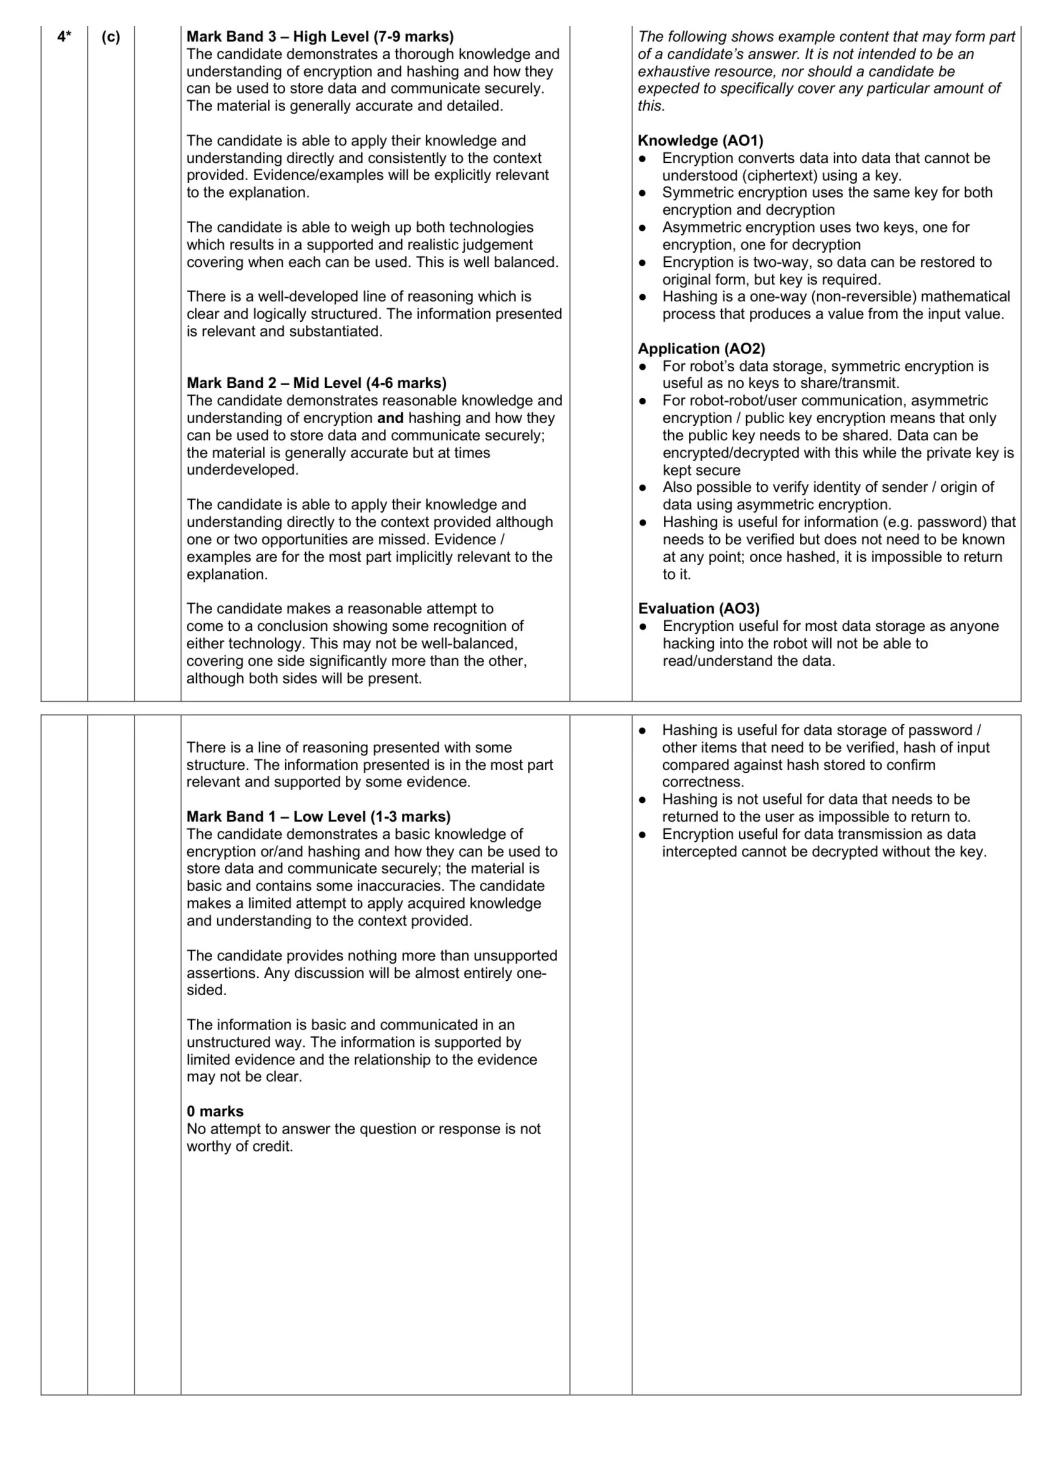 4*
(c)
Mark Band 3 – High Level (7-9 marks)
The candidate demonstrates a thorough knowledge and
understanding of encryption and hashing and how they
can be used to store data and communicate securely.
The material is generally accurate and detailed.
The candidate is able to apply their knowledge and
understanding directly and consistently to the context
provided. Evidence/examples will be explicitly relevant
to the explanation.
The candidate is able to weigh up both technologies
which results in a supported and realistic judgement
covering when each can be used. This is well balanced.
There is a well-developed line of reasoning which is
clear and logically structured. The information presented
is relevant and substantiated.
Mark Band 2 – Mid Level (4-6 marks)
The candidate demonstrates reasonable knowledge and
understanding of encryption and hashing and how they
can be used to store data and communicate securely;
the material is generally accurate but at times
underdeveloped.
The candidate is able to apply their knowledge and
understanding directly to the context provided although
one or two opportunities are missed. Evidence /
examples are for the most part implicitly relevant to the
explanation.
The candidate makes a reasonable attempt to
come to a conclusion showing some recognition of
either technology. This may not be well-balanced,
covering one side significantly more than the other,
although both sides will be present.
The following shows example content that may form part
of a candidate's answer. It is not intended to be an
exhaustive resource, nor should a candidate be
expected to specifically cover any particular amount of
this.
Knowledge (AO1)
● Encryption converts data into data that cannot be
understood (ciphertext) using a key.
● Symmetric encryption uses the same key for both
encryption and decryption
● Asymmetric encryption uses two keys, one for
encryption, one for decryption
● Encryption is two-way, so data can be restored to
original form, but key is required.
● Hashing is a one-way (non-reversible) mathematical
process that produces a value from the input value.
Application (AO2)
● For robot's data storage, symmetric encryption is
useful as no keys to share/transmit.
● For robot-robot/user communication, asymmetric
encryption / public key encryption means that only
the public key needs to be shared. Data can be
encrypted/decrypted with this while the private key is
kept secure
● Also possible to verify identity of sender / origin of
data using asymmetric encryption.
● Hashing is useful for information (e.g. password) that
needs to be verified but does not need to be known
at any point; once hashed, it is impossible to return
to it.
Evaluation (AO3)
● Encryption useful for most data storage as anyone
hacking into the robot will not be able to
read/understand the data.
There is a line of reasoning presented with some
structure. The information presented is in the most part
relevant and supported by some evidence.
Mark Band 1 – Low Level (1-3 marks)
The candidate demonstrates a basic knowledge of
encryption or/and hashing and how they can be used to
store data and communicate securely; the material is
basic and contains some inaccuracies. The candidate
makes a limited attempt to apply acquired knowledge
and understanding to the context provided.
The candidate provides nothing more than unsupported
assertions. Any discussion will be almost entirely one-
sided.
The information is basic and communicated in an
unstructured way. The information is supported by
limited evidence and the relationship to the evidence
may not be clear.
0 marks
No attempt to answer the question or response is not
worthy of credit.
● Hashing is useful for data storage of password /
other items that need to be verified, hash of input
compared against hash stored to confirm
correctness.
● Hashing is not useful for data that needs to be
returned to the user as impossible to return to.
● Encryption useful for data transmission as data
intercepted cannot be decrypted without the key.